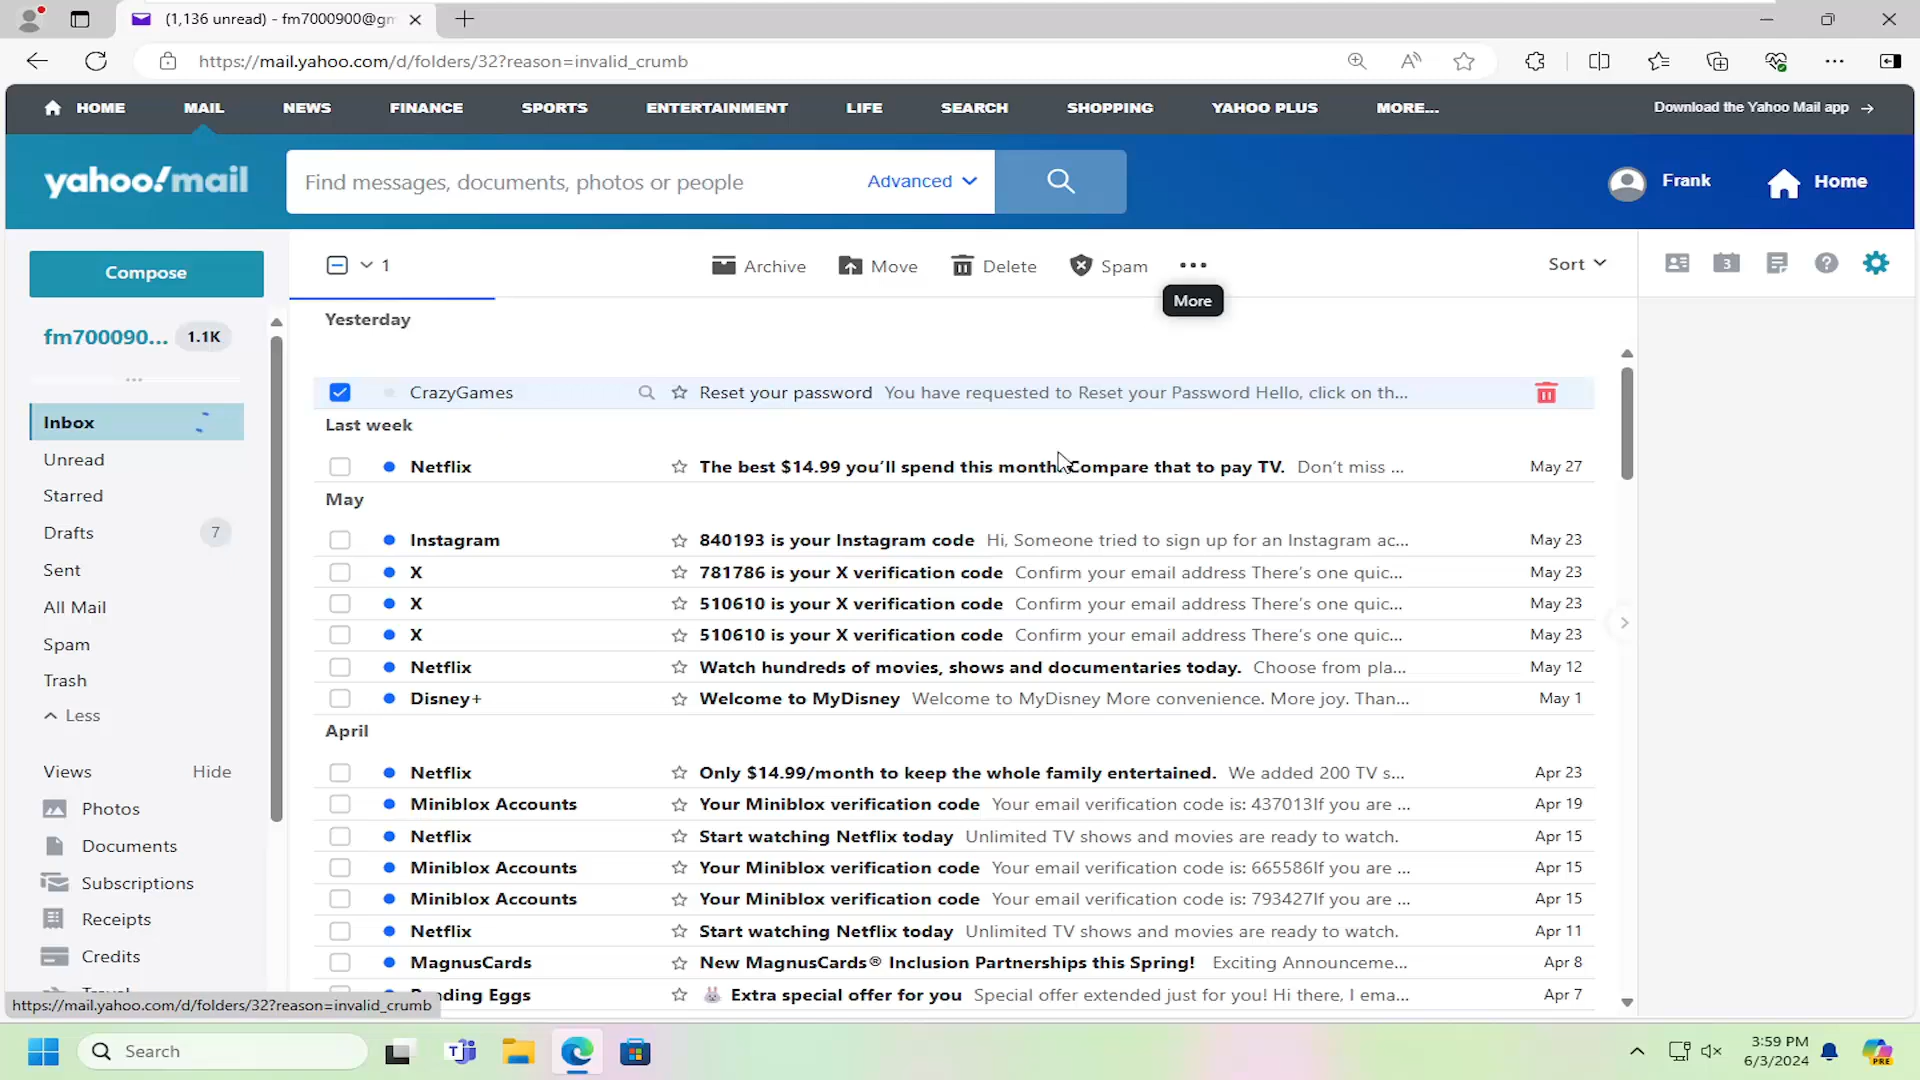 (1,136 unread) - fm7000900@gm
https://mail.yahoo.com/d/folders/32?reason=invalid_crumb
HOME MAIL NEWS FINANCE SPORTS ENTERTAINMENT LIFE SEARCH SHOPPING YAHOO PLUS MORE... Download the Yahoo Mail app →
yahoo!mail Find messages, documents, photos or people Advanced Frank Home
Compose 1 Archive Move Delete Spam ... Sort 3
More
Yesterday
fm700090... 1.1K
CrazyGames Reset your password You have requested to Reset your Password Hello, click on th...
Inbox Last week
Unread Netflix The best $14.99 you'll spend this month. Compare that to pay TV. Don't miss ... May 27
Starred May
Drafts 7 Instagram 840193 is your Instagram code Hi, Someone tried to sign up for an Instagram ac... May 23
Sent X 781786 is your X verification code Confirm your email address There's one quic... May 23
All Mail X 510610 is your X verification code Confirm your email address There's one quic... May 23
Spam X 510610 is your X verification code Confirm your email address There's one quic... May 23
Trash Netflix Watch hundreds of movies, shows and documentaries today. Choose from pla... May 12
Less Disney+ Welcome to MyDisney Welcome to MyDisney More convenience. More joy. Than... May 1
April
Views Hide Netflix Only $14.99/month to keep the whole family entertained. We added 200 TV s... Apr 23
Photos Miniblox Accounts Your Miniblox verification code Your email verification code is: 437013If you are ... Apr 19
Documents Netflix Start watching Netflix today Unlimited TV shows and movies are ready to watch. Apr 15
Subscriptions Miniblox Accounts Your Miniblox verification code Your email verification code is: 665586If you are ... Apr 15
Receipts Miniblox Accounts Your Miniblox verification code Your email verification code is: 793427If you are ... Apr 15
Netflix Start watching Netflix today Unlimited TV shows and movies are ready to watch. Apr 11
Credits MagnusCards New MagnusCards® Inclusion Partnerships this Spring! Exciting Announceme... Apr 8
Eggs Extra special offer for you Special offer extended just for you! Hi there, I ema... Apr 7
https://mail.yahoo.com/d/folders/32?reason=invalid_crumb
Search 3:59 PM
6/3/2024
PRE